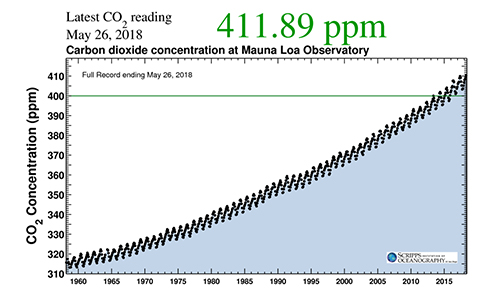 Latest CO2 reading
May 26, 2018
411.89 ppm
Carbon dioxide concentration at Mauna Loa Observatory
Full Record ending May 26, 2018
CO2 Concentration (ppm)
410
400
390
380
370
360
350
340
330
320
310
1960 1965 1970 1975 1980 1985 1990 1995 2000 2005 2010 2015
SCRIPPS INSTITUTION OF
OCEANOGRAPHY